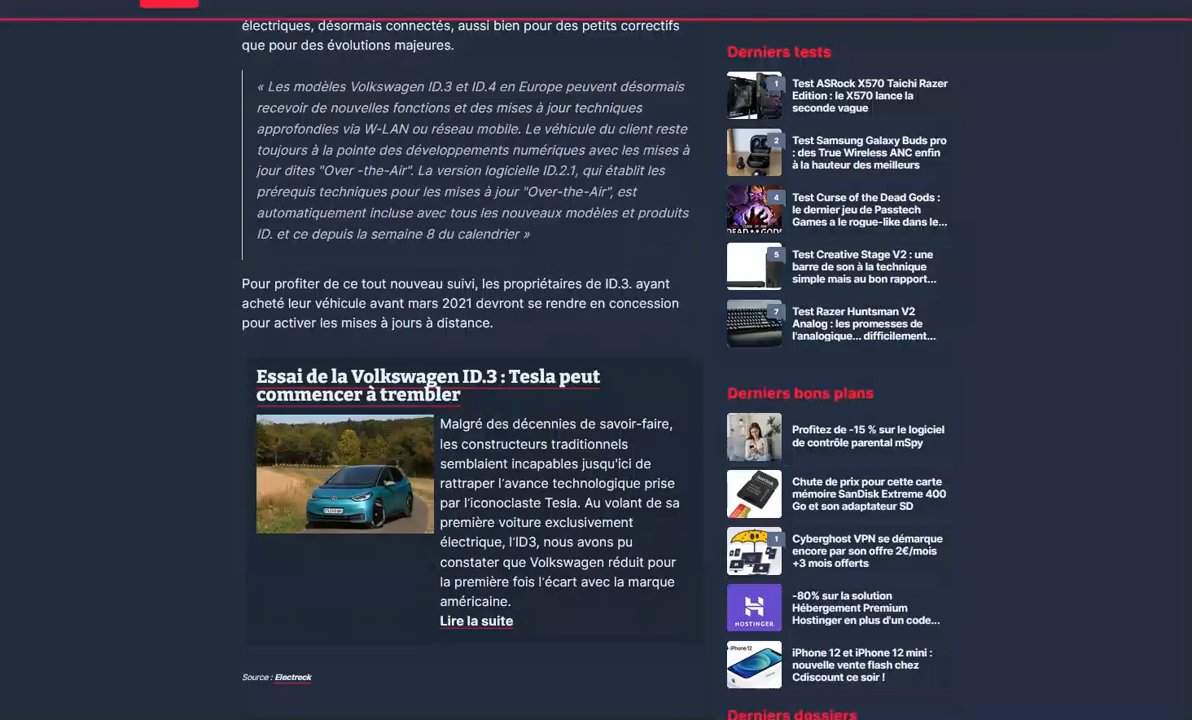 électriques, désormais connectés, aussi bien pour des petits correctifs
que pour des évolutions majeures.
« Les modèles Volkswagen ID.3 et ID.4 en Europe peuvent désormais
recevoir de nouvelles fonctions et des mises à jour techniques
approfondies via W-LAN ou réseau mobile. Le véhicule du client reste
toujours à la pointe des développements numériques avec les mises à
jour dîtes "Over -the-Air". La version logicielle ID.2.1, qui établit les
prérequis techniques pour les mises à jour "Over-the-Air", est
automatiquement incluse avec tous les nouveaux modèles et produits
ID. et ce depuis la semaine 8 du calendrier »
Pour profiter de ce tout nouveau suivi, les propriétaires de ID.3. ayant
acheté leur véhicule avant mars 2021 devront se rendre en concession
pour activer les mises à jours à distance.
Essai de la Volkswagen ID.3 : Tesla peut
commencer à trembler
Malgré des décennies de savoir-faire,
les constructeurs traditionnels
semblaient incapables jusqu'ici de
rattraper l'avance technologique prise
par l'iconoclaste Tesla. Au volant de sa
première voiture exclusivement
électrique, l'ID3, nous avons pu
constater que Volkswagen réduit pour
la première fois l'écart avec la marque
américaine.
Lire la suite
Source : Electreck
Derniers tests
1
Test ASRock X570 Taichi Razer
Edition : le X570 lance la
seconde vague
2
Test Samsung Galaxy Buds pro
: des True Wireless ANC enfin
à la hauteur des meilleurs
4
Test Curse of the Dead Gods :
le dernier jeu de Passtech
Games a le rogue-like dans le...
5
Test Creative Stage V2 : une
barre de son à la technique
simple mais au bon rapport...
7
Test Razer Huntsman V2
Analog : les promesses de
l'analogique... difficilement...
Derniers bons plans
Profitez de -15 % sur le logiciel
de contrôle parental mSpy
SanDisk
Chute de prix pour cette carte
mémoire SanDisk Extreme 400
Go et son adaptateur SD
1
Cyberghost VPN se démarque
encore par son offre 2€/mois
+3 mois offerts
HOSTINGER
-80% sur la solution
Hébergement Premium
Hostinger en plus d'un code...
iPhone 12
iPhone 12 et iPhone 12 mini :
nouvelle vente flash chez
Cdiscount ce soir !
Derniers dossiers